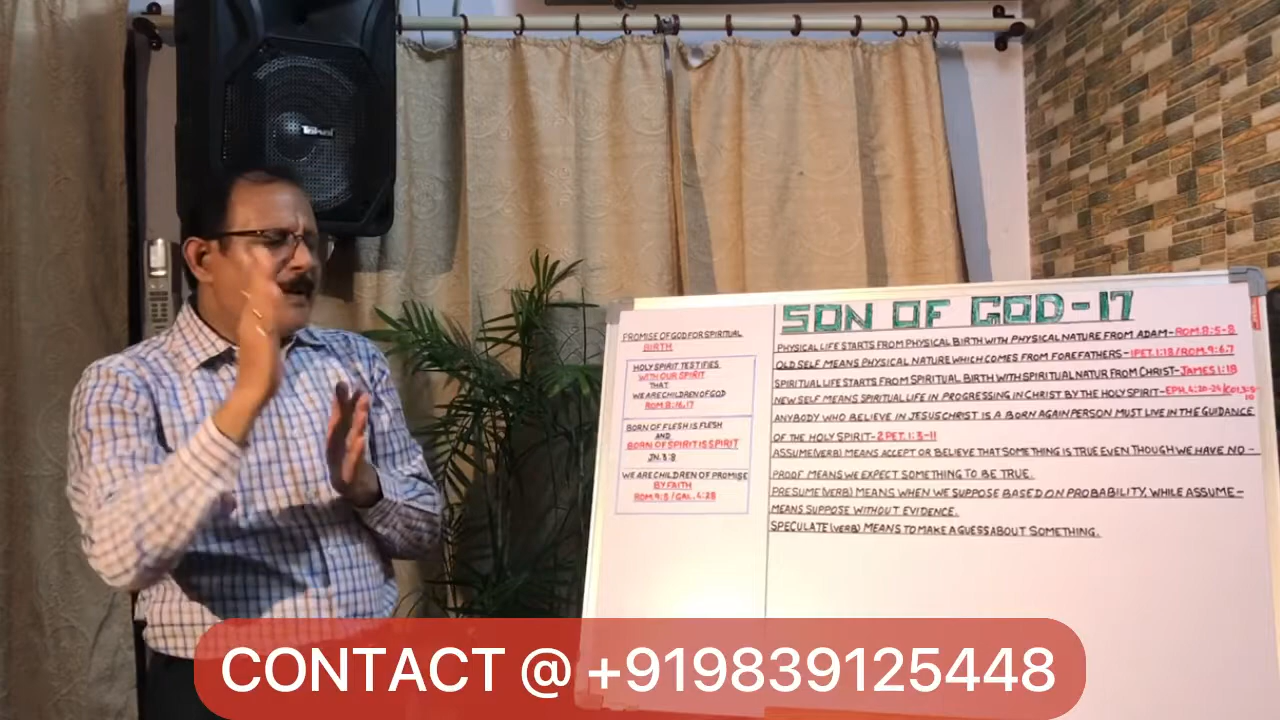 SON OF GOD-17
PROMISE OF GOD FOR SPIRITUAL
BIRTH
HOLY SPIRIT TESTIFIES
WITH OUR SPIRIT
THAT
WE ARE CHILDREN OF GOD
ROM.8:16,17
BORN OF FLESH IS FLESH
AND
BORN OF SPIRIT IS SPIRIT
JN.3:8
WE ARE CHILDREN OF PROMISE
BY FAITH
ROM.9:8/GAL.4:28
PHYSICAL LIFE STARTS FROM PHYSICAL BIRTH WITH PHYSICAL NATURE FROM ADAM-ROM.8:5-8
OLD SELF MEANS PHYSICAL NATURE WHICH COMES FROM FOREFATHERS-1PET.1:18/ROM.9:6,7
SPIRITUAL LIFE STARTS FROM SPIRITUAL BIRTH WITH SPIRITUAL NATUR FROM CHRIST-JAMES 1:18
NEW SELF MEANS SPIRITUAL LIFE IN PROGRESSING IN CHRIST BY THE HOLY SPIRIT-EPH.4:20-24/COL3:9-10
ANYBODY WHO BELIEVE IN JESUS CHRIST IS A BORN AGAIN PERSON MUST LIVE IN THE GUIDANCE
OF THE HOLY SPIRIT-2PET.1:3-11
ASSUME(VERB) MEANS ACCEPT OR BELIEVE THAT SOMETHING IS TRUE EVEN THOUGH WE HAVE NO-
PROOF MEANS WE EXPECT SOMETHING TO BE TRUE.
PRESUME(VERB) MEANS WHEN WE SUPPOSE BASED ON PROBABILITY, WHILE ASSUME-
MEANS SUPPOSE WITHOUT EVIDENCE.
SPECULATE(VERB) MEANS TO MAKE A GUESS ABOUT SOMETHING.
CONTACT @ +919839125448